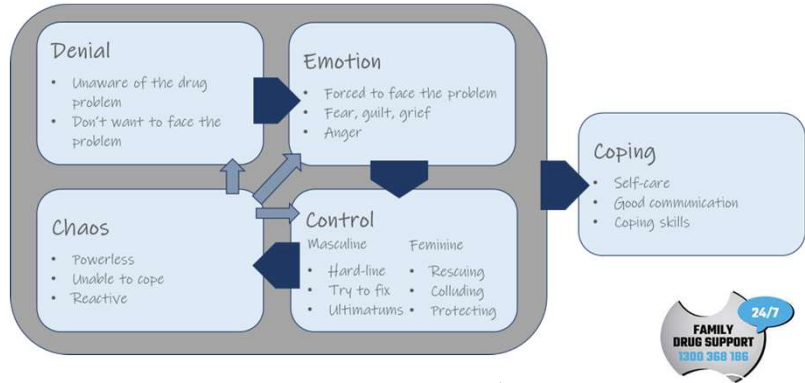 Denial
• Unaware of the drug
problem
• Don't want to face the
problem
Emotion
• Forced to face the problem
• Fear, guilt, grief
• Anger
Coping
• Self-care
• Good communication
• Coping skills
Chaos
• Powerless
• Unable to cope
• Reactive
Control
Masculine
• Hard-line
• Try to fix
• Ultimatums
Feminine
• Rescuing
• Colluding
• Protecting
24/7
FAMILY
DRUG SUPPORT
1300 368 186